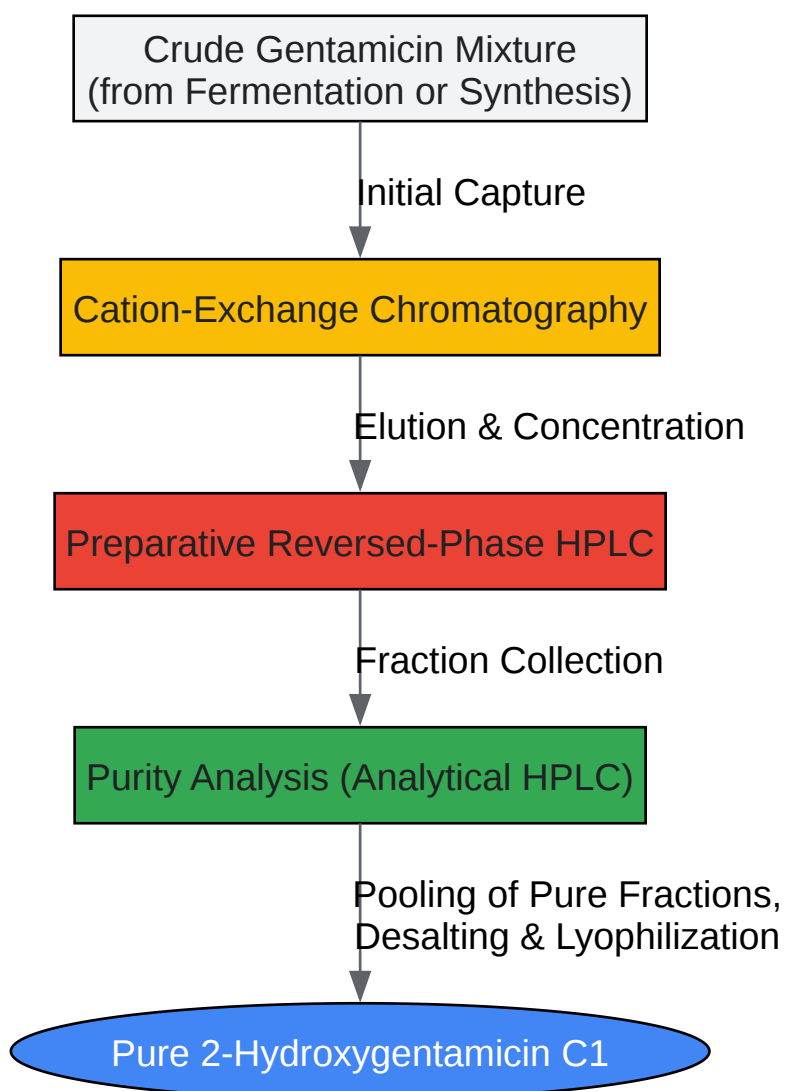 Crude Gentamicin Mixture
(from Fermentation or Synthesis)
Initial Capture
Cation-Exchange Chromatography
Elution & Concentration
Preparative Reversed-Phase HPLC
Fraction Collection
Purity Analysis (Analytical HPLC)
Pooling of Pure Fractions,
Desalting & Lyophilization
Pure 2-Hydroxygentamicin C1